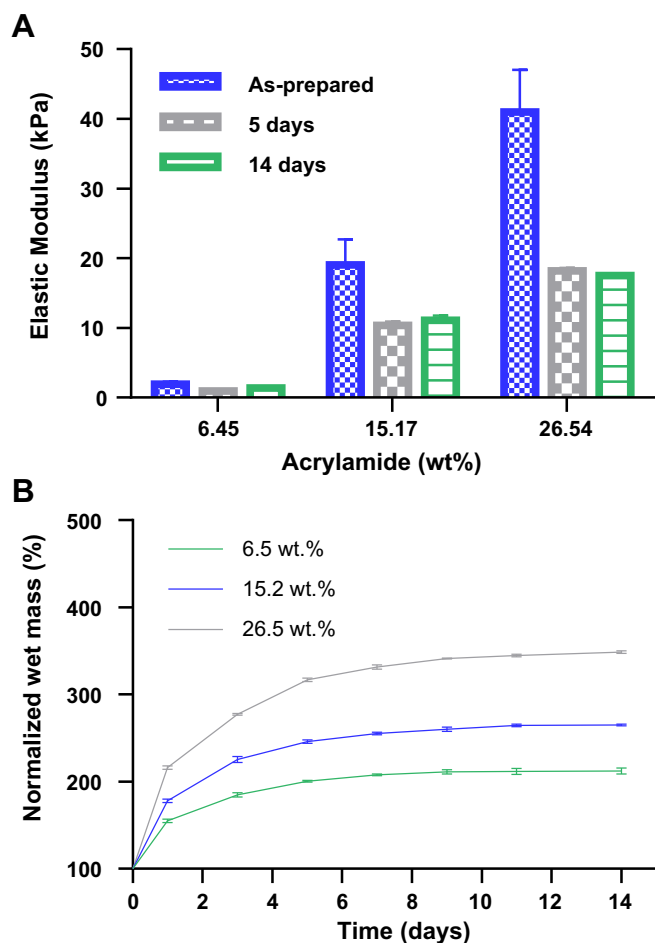 A
Elastic Modulus (kPa)
50
40
30
20
10
0
As-prepared
5 days
14 days
6.45 15.17 26.54
Acrylamide (wt%)
B
Normalized wet mass (%)
500
400
300
200
100
6.5 wt.%
15.2 wt.%
26.5 wt.%
0 2 4 6 8 10 12 14
Time (days)